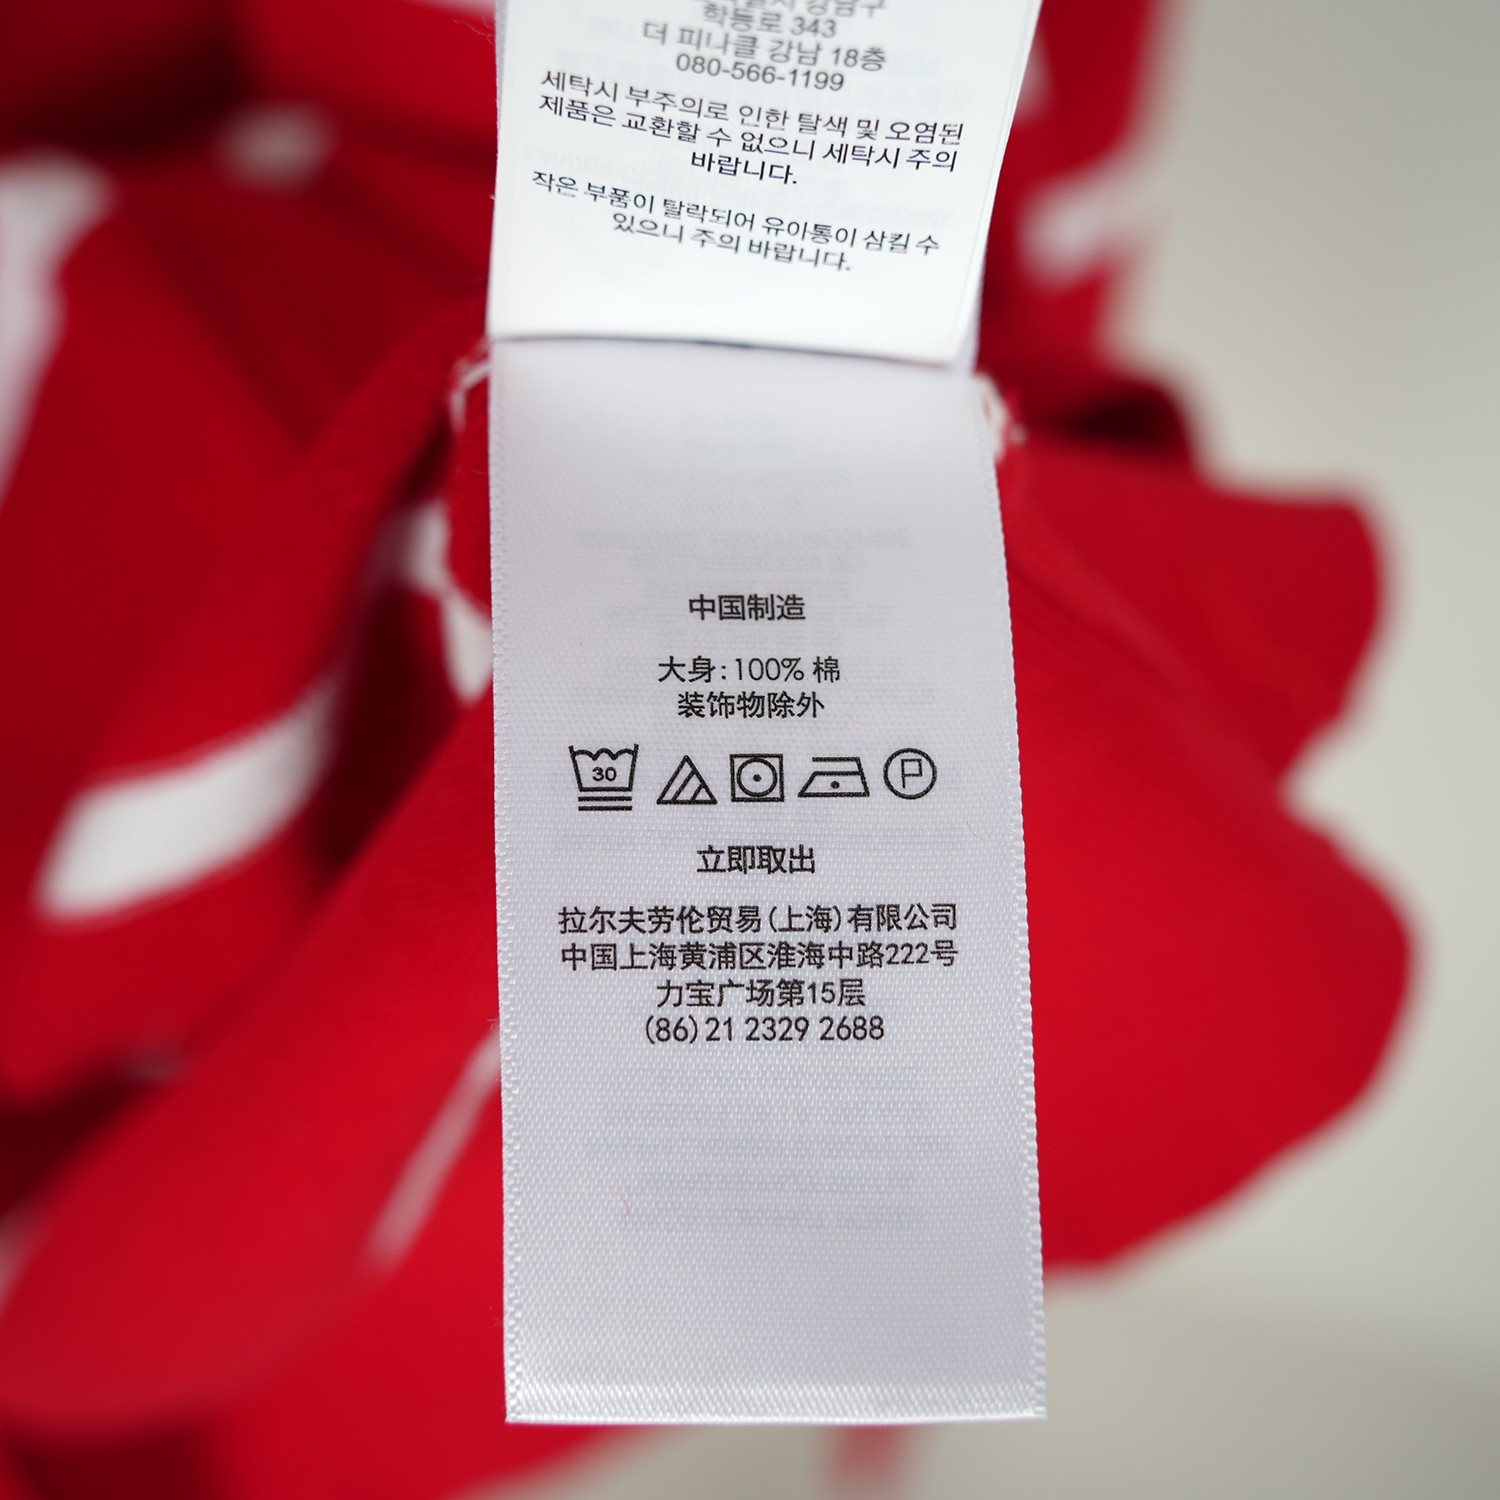 학동로 343
더 피나클 강남 18층
080-566-1199
세탁시 부주의로 인한 탈색 및 오염된
제품은 교환할 수 없으니 세탁시 주의
바랍니다.
작은 부품이 탈락되어 유아통이 삼킬 수
있으니 주의 바랍니다.
中国制造
大身:100% 棉
装饰物除外
30
P
立即取出
拉尔夫劳伦贸易(上海)有限公司
中国上海黄浦区淮海中路222号
力宝广场第15层
(86)21 2329 2688